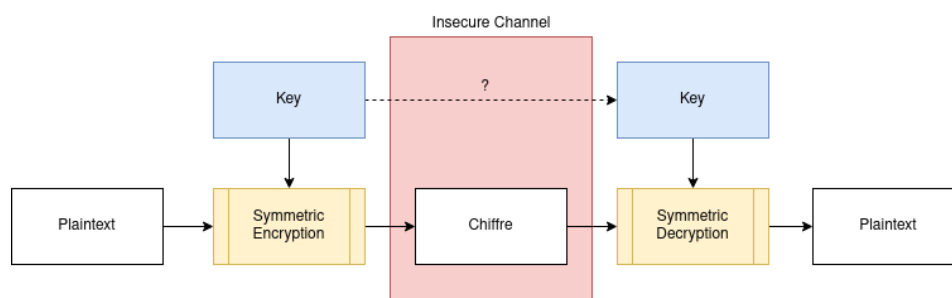 Insecure Channel
Key
?
Key
Plaintext
Symmetric
Encryption
Chiffre
Symmetric
Decryption
Plaintext